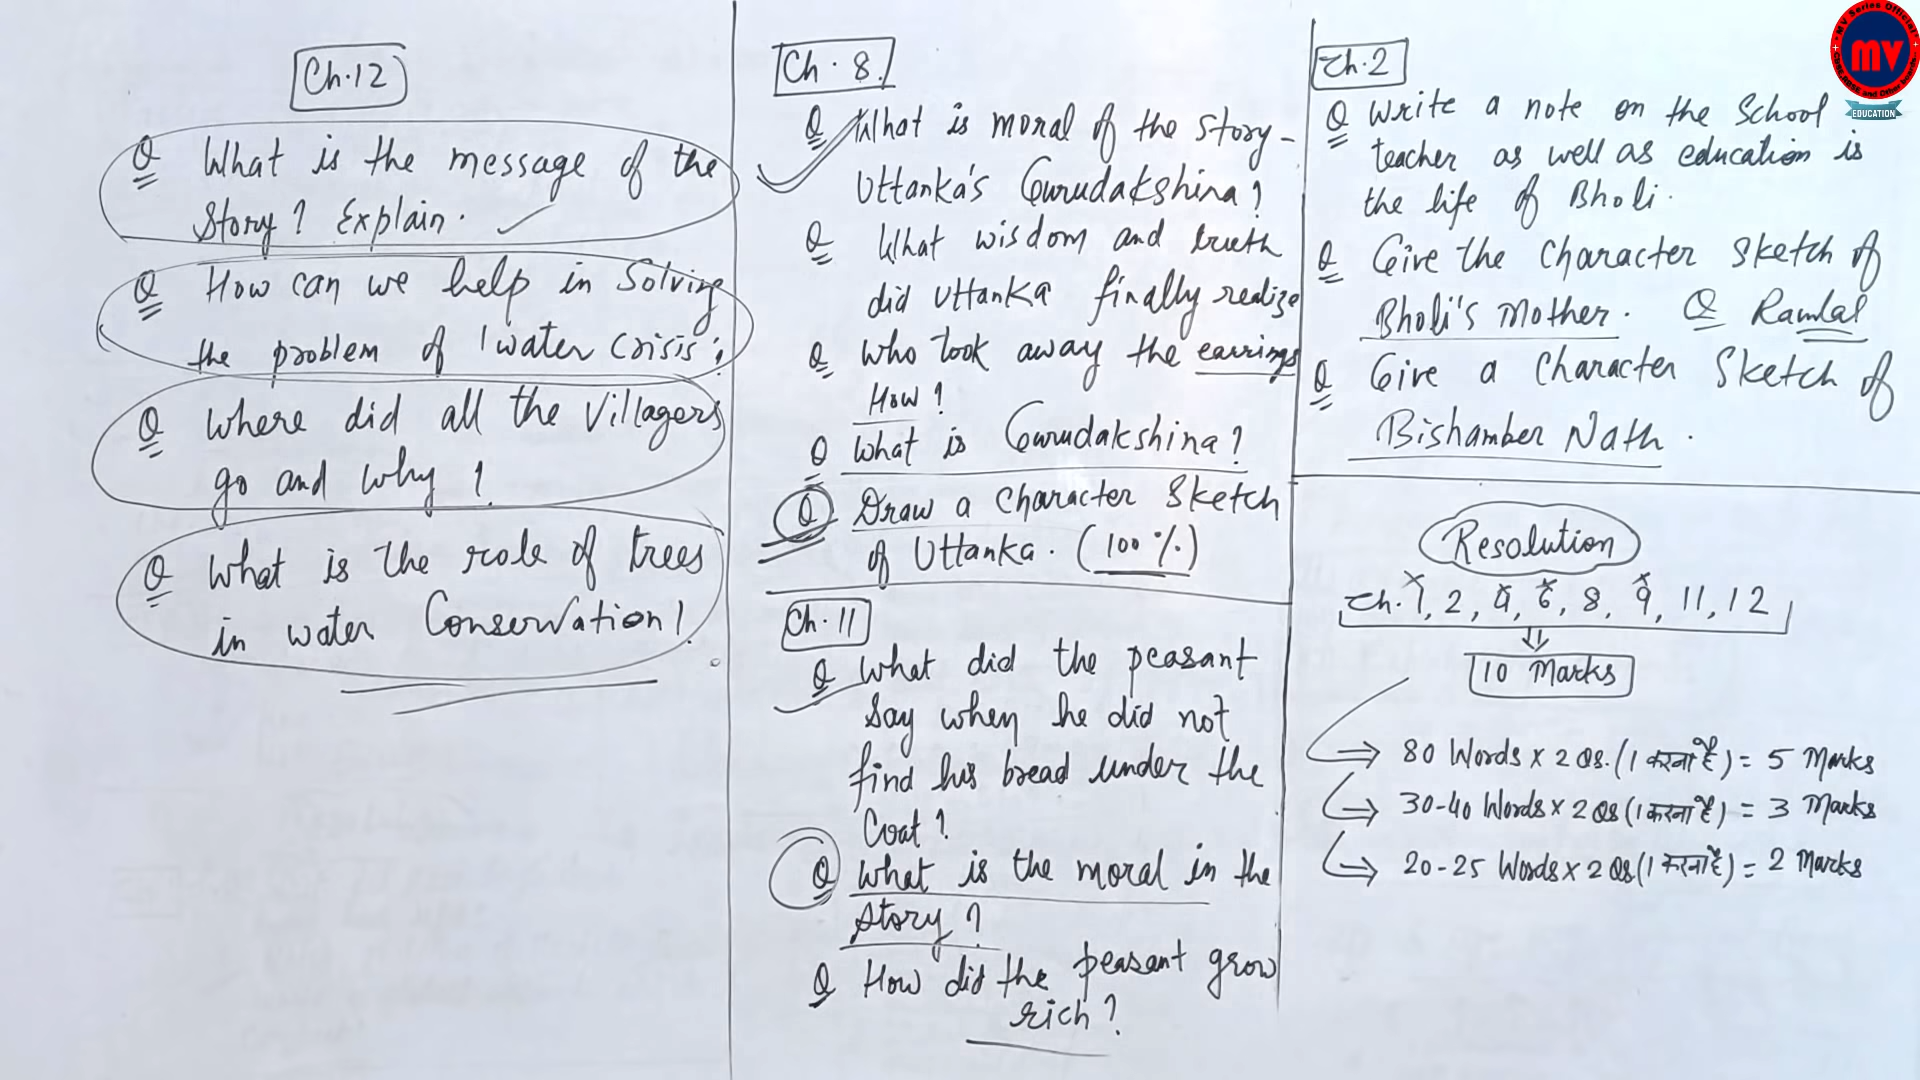 Ch.12
Q What is the message of the
Story? Explain.
Q How can we help in Solving
the problem of water crisis?
Q where did all the villagers
go and why?
Q What is the role of trees
in water Conservation?
Ch. 8.
Q What is moral of the story -
Uttanka's Gurudakshina?
Q What wisdom and truth
did Uttanka finally realize
Q who took away the earrings
How?
Q What is Gurudakshina?
Q Draw a character Sketch
of Uttanka. (100%)
Ch. 11
Q What did the peasant
Say when he did not
find his bread under the
Coat?
Q What is the moral in the
story?
Q How did the peasant grow
rich?
Ch. 2
Q Write a note on the School
teacher as well as education is
the life of Bholi.
Q Give the character sketch of
Bholi's Mother. Q Ramlal
Q Give a character Sketch of
Bishamber Nath.
Resolution
Ch. 1, 2, 4, 6, 8, 9, 11, 12
10 Marks
80 Words x 2 Qs. (1 करना है) = 5 Marks
30-40 Words x 2 Qs (1 करना है) = 3 Marks
20-25 Words x 2 Qs (1 करना है) = 2 Marks
MV Series Official
MV
EDUCATION